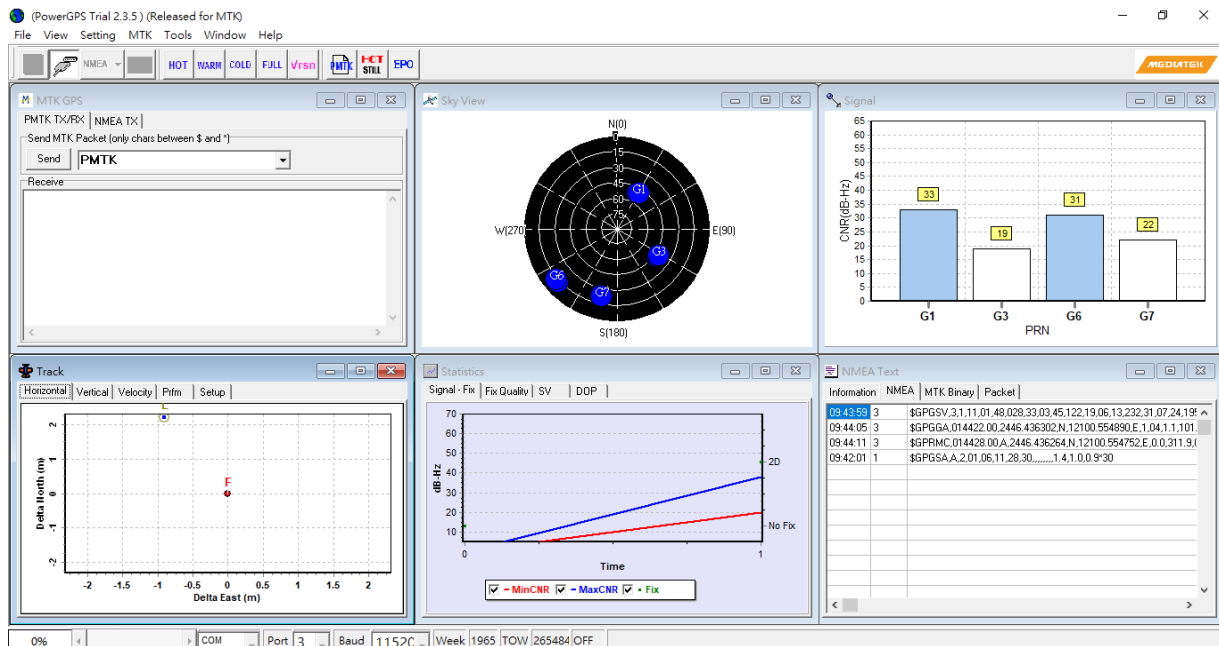 (PowerGPS Trial 2.3.5 ) (Released for MTK)
File View Setting MTK Tools Window Help
NMEA HOT WARM COLD FULL Vrsn PMTK HOT STILL EPO MEDIATEK
MTK GPS
PMTK TX/RX NMEA TX
Send MTK Packet (only chars between $ and *)
Send PMTK
Receive
Sky View
N(0)
15
30
45
60
75
G1
W(270) E(90)
G3
G6
G7
S(180)
Signal
CNR(dB-Hz)
65
60
55
50
45
40
35
30
25
20
15
10
5
0
33 19 31 22
G1 G3 G6 G7
PRN
Track
Horizontal Vertical Velocity Prfm Setup
Delta North (m)
2
1
0
-1
-2
F
-2 -1.5 -1 -0.5 0 0.5 1 1.5 2
Delta East (m)
Statistics
Signal - Fix Fix Quality SV DOP
dB-Hz
70
60
50
40
30
20
10
2D
No Fix
0 1
Time
MinCNR MaxCNR Fix
NMEA Text
Information NMEA MTK Binary Packet
09:43:59 3 $GPGSV,3,1,11,01,48,028,33,03,45,122,19,06,13,232,31,07,24,195
09:44:05 3 $GPGGA,014422.00,2446.436302,N,12100.554890,E,1,04,1.1,101.
09:44:11 3 $GPRMC,014428.00,A,2446.436264,N,12100.554752,E,0.0,311.9,
09:42:01 1 $GPGSA,A,2,01,06,11,28,30,,,,,,,,1.4,1.0,0.9*30
0% COM Port 3 Baud 11520 Week 1965 TOW 265484 OFF